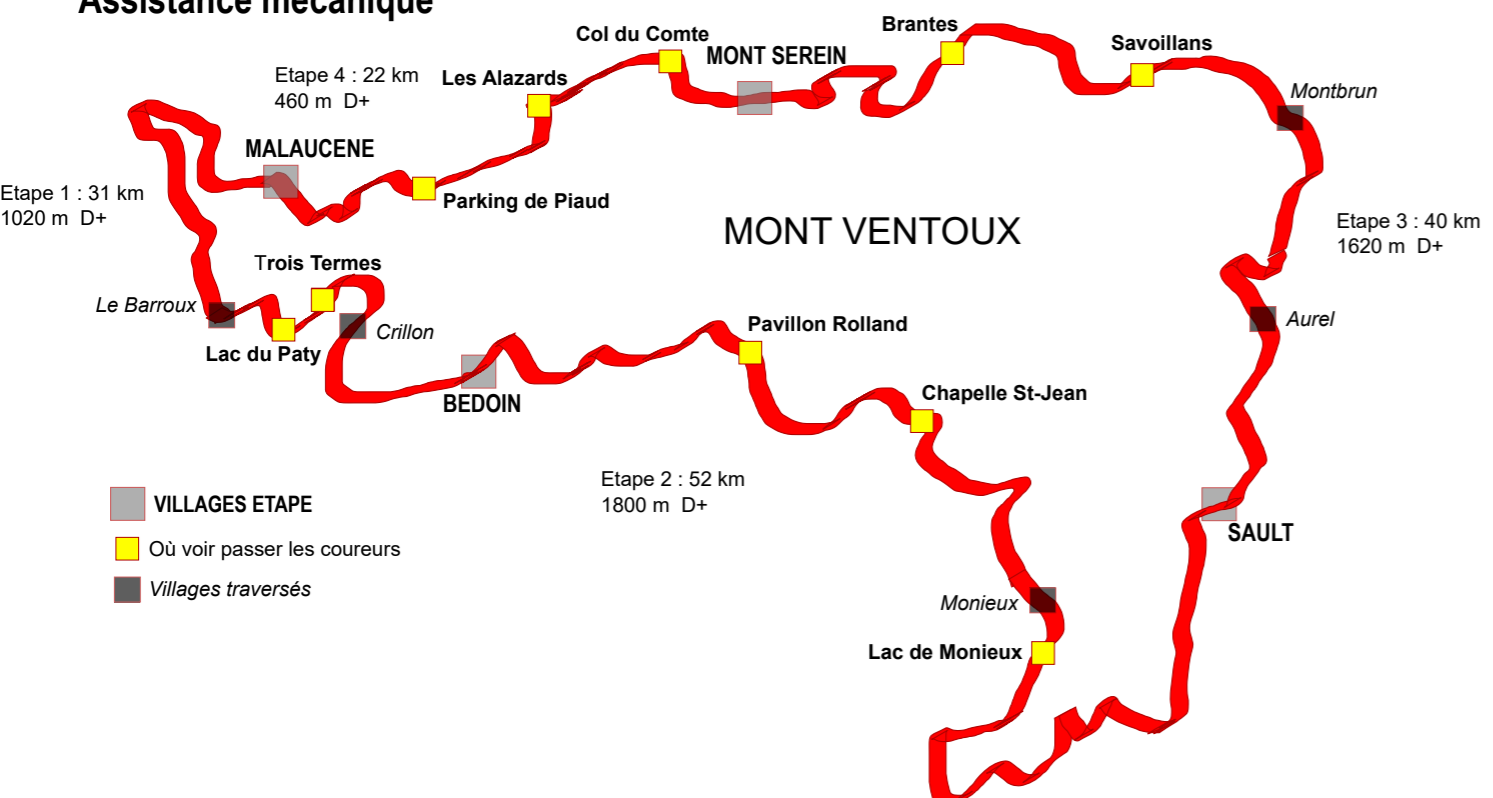 Assistance mécanique
Col du Comte
Brantes
MONT SEREIN
Savoillans
Etape 4 : 22 km
460 m  D+
Les Alazards
Montbrun
MALAUCENE
Etape 1 : 31 km
1020 m  D+
Parking de Piaud
MONT VENTOUX
Etape 3 : 40 km
1620 m  D+
Trois Termes
Le Barroux
Crillon
Aurel
Pavillon Rolland
Lac du Paty
BEDOIN
Chapelle St-Jean
Etape 2 : 52 km
1800 m  D+
VILLAGES ETAPE
SAULT
Où voir passer les coureurs
Villages traversés
Monieux
Lac de Monieux